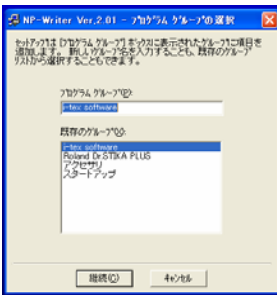 NP-Writer Ver,2.01 - ﾌﾟﾛｸﾞﾗﾑ ｸﾞﾙｰﾌﾟの選択
ｾｯﾄｱｯﾌﾟは [ﾌﾟﾛｸﾞﾗﾑ ｸﾞﾙｰﾌﾟ] ﾎﾞｯｸｽに表示されたｸﾞﾙｰﾌﾟに項目を
追加します。 新しいｸﾞﾙｰﾌﾟ名を入力することも、既存のｸﾞﾙｰﾌﾟ
ﾘｽﾄから選択することもできます。
ﾌﾟﾛｸﾞﾗﾑ ｸﾞﾙｰﾌﾟ(P):
i-tex software
既存のｸﾞﾙｰﾌﾟ(X):
i-tex software
Roland Dr.STIKA PLUS
アクセサリ
スタートアップ
継続(C)
ｷｬﾝｾﾙ